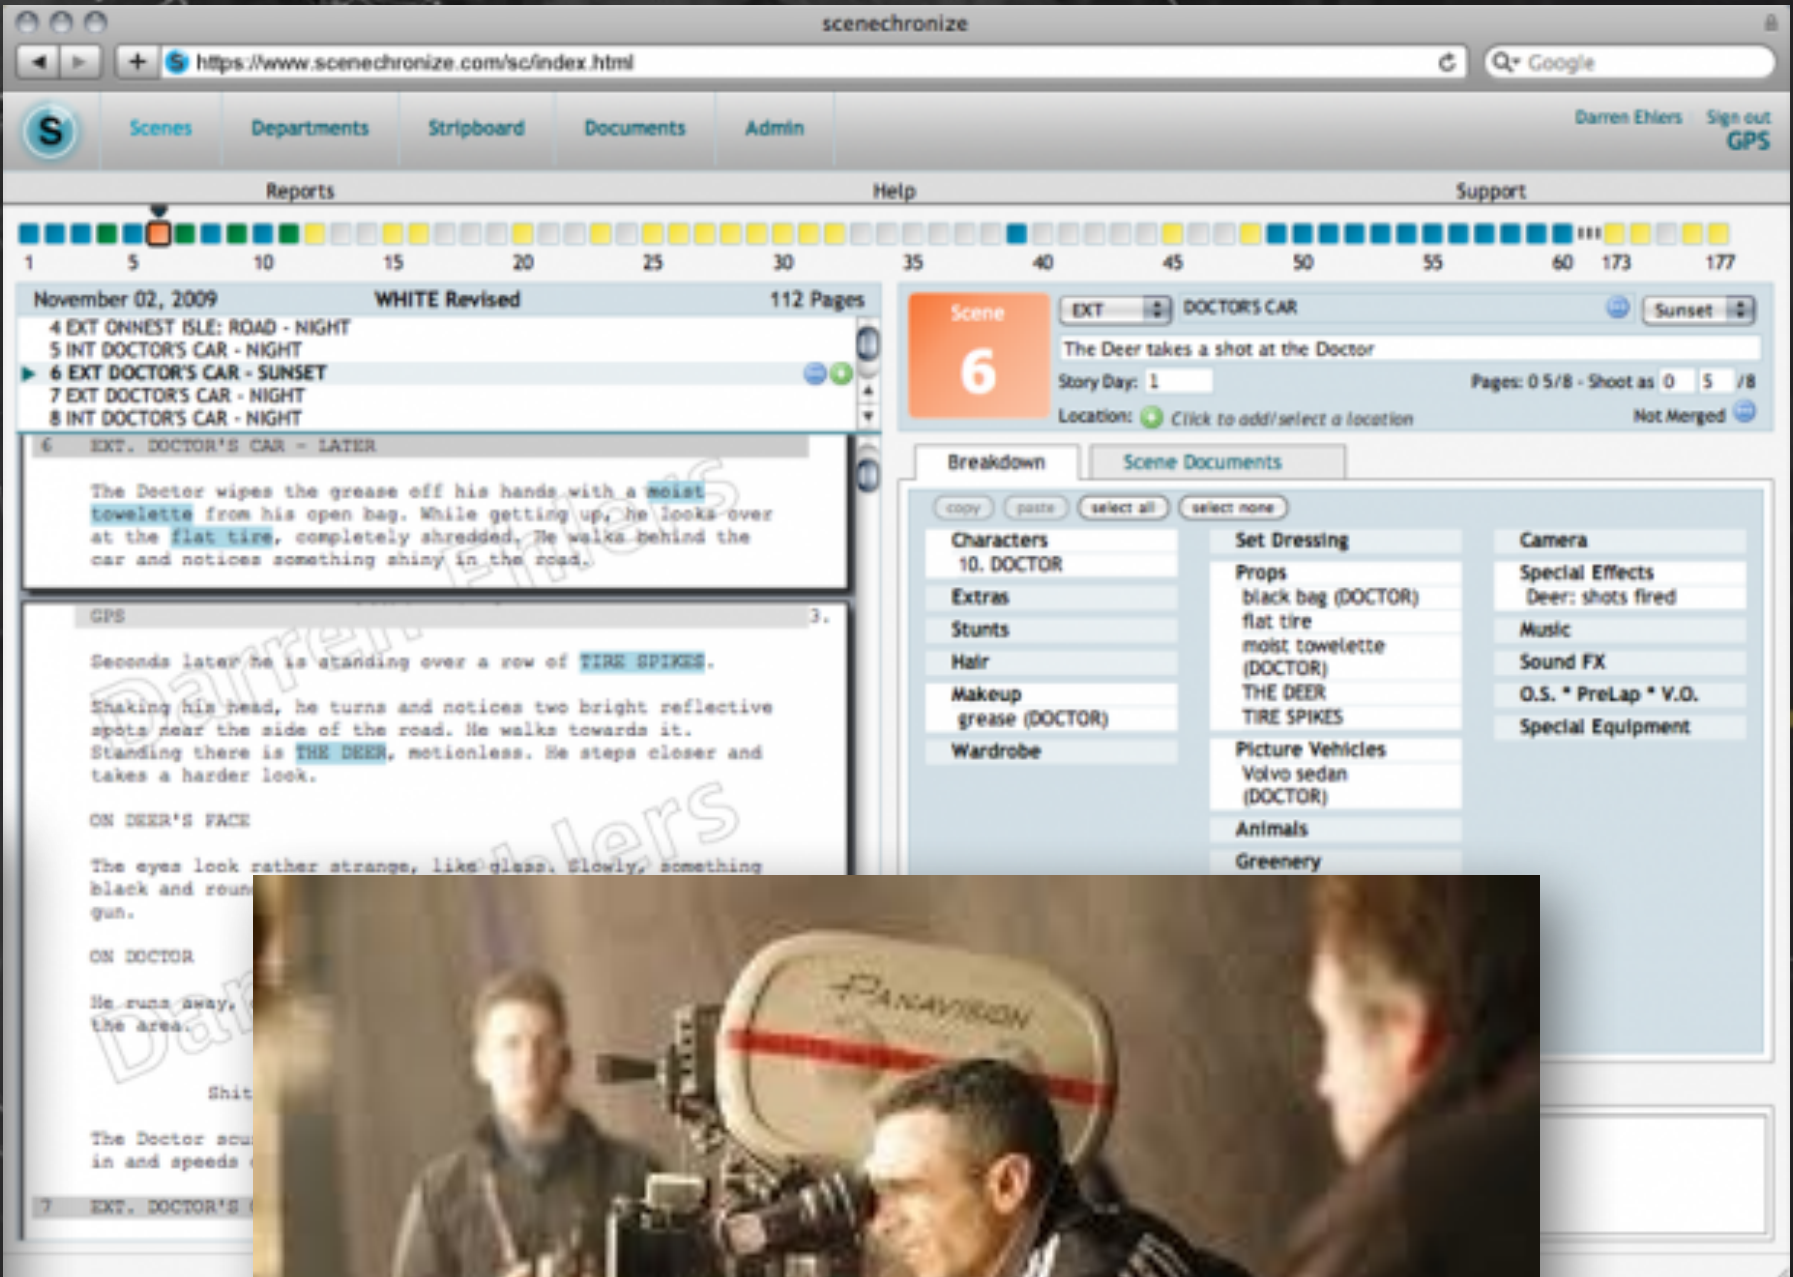 scenechronize
https://www.scenechronize.com/sc/index.html
Google
S
Scenes
Departments
Stripboard
Documents
Admin
Darren Ehlers
Sign out
GPS
Reports
Help
Support
1 5 10 15 20 25 30 35 40 45 50 55 60 173 177
November 02, 2009 WHITE Revised 112 Pages
4 EXT ONNEST ISLE: ROAD - NIGHT
5 INT DOCTOR'S CAR - NIGHT
6 EXT DOCTOR'S CAR - SUNSET
7 EXT DOCTOR'S CAR - NIGHT
8 INT DOCTOR'S CAR - NIGHT
6 EXT. DOCTOR'S CAR - LATER
The Doctor wipes the grease off his hands with a moist
towelette from his open bag. While getting up, he looks over
at the flat tire, completely shredded. He walks behind the
car and notices something shiny in the road.
GPS 3.
Seconds later he is standing over a row of TIRE SPIKES.
Shaking his head, he turns and notices two bright reflective
spots near the side of the road. He walks towards it.
Standing there is THE DEER, motionless. He steps closer and
takes a harder look.
ON DEER'S FACE
The eyes look rather strange, like glass. Slowly, something
black and roun
gun.
ON DOCTOR
He runs away,
the area.
Shit
The Doctor scu
in and speeds
7 EXT. DOCTOR'S
Darren Ehlers
Scene
6
EXT
DOCTOR'S CAR
Sunset
The Deer takes a shot at the Doctor
Story Day: 1
Pages: 0 5/8 - Shoot as 0 5 /8
Location: Click to add/select a location
Not Merged
Breakdown
Scene Documents
copy paste select all select none
Characters
10. DOCTOR
Extras
Stunts
Hair
Makeup
grease (DOCTOR)
Wardrobe
Set Dressing
Props
black bag (DOCTOR)
flat tire
moist towelette
(DOCTOR)
THE DEER
TIRE SPIKES
Picture Vehicles
Volvo sedan
(DOCTOR)
Animals
Greenery
Camera
Special Effects
Deer: shots fired
Music
Sound FX
O.S. * PreLap * V.O.
Special Equipment
PANAVISION